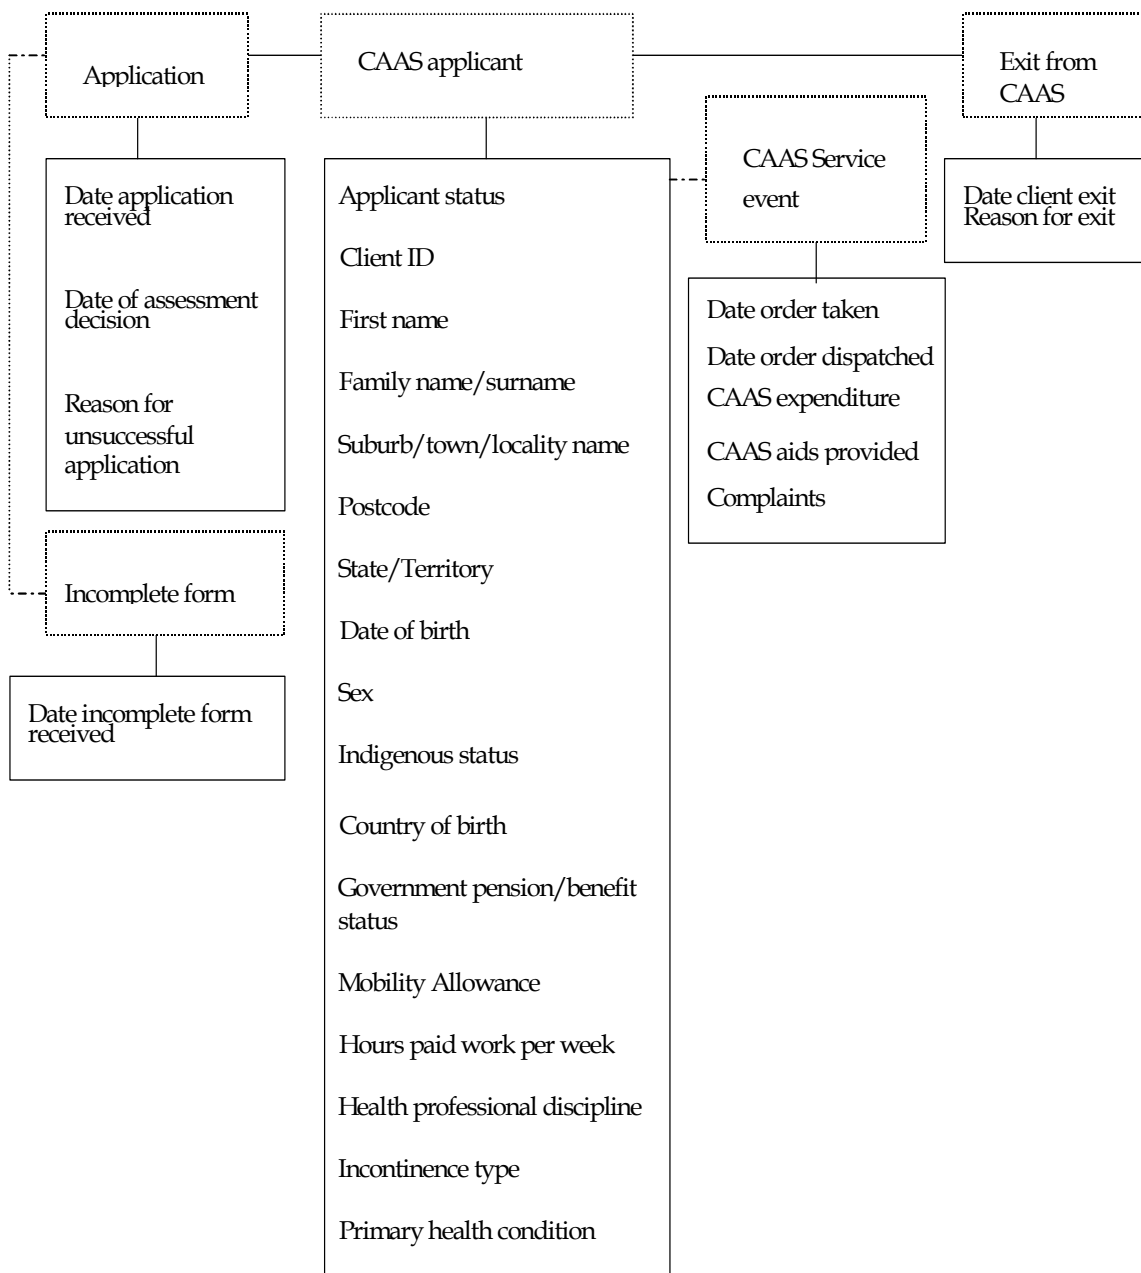 Application
CAAS applicant
Exit from
CAAS
CAAS Service
event
Date application
received
Date of assessment
decision
Reason for
unsuccessful
application
Incomplete form
Date incomplete form
received
Applicant status
Client ID
First name
Family name/surname
Suburb/town/locality name
Postcode
State/Territory
Date of birth
Sex
Indigenous status
Country of birth
Government pension/benefit
status
Mobility Allowance
Hours paid work per week
Health professional discipline
Incontinence type
Primary health condition
Date order taken
Date order dispatched
CAAS expenditure
CAAS aids provided
Complaints
Date client exit
Reason for exit